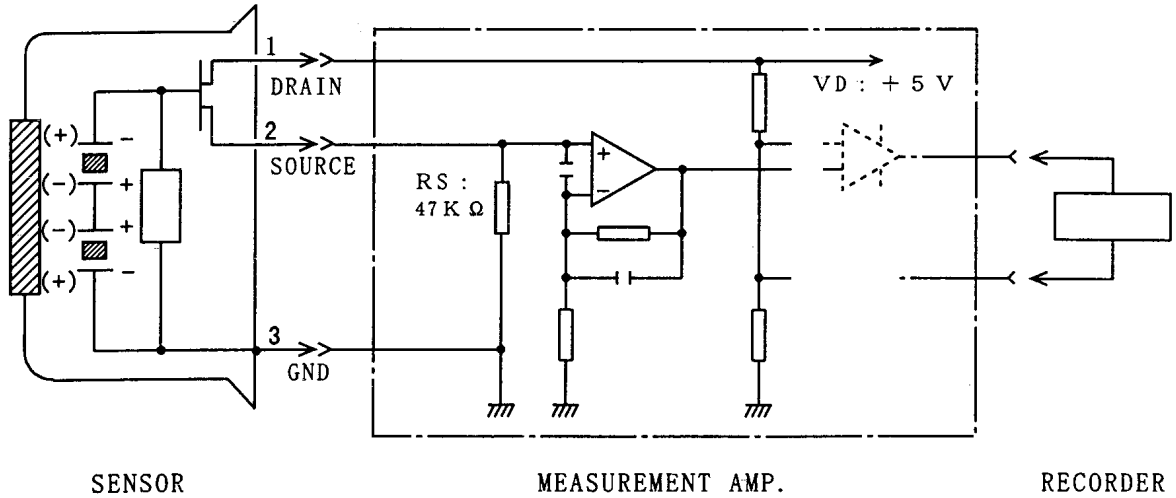 1
DRAIN
VD : + 5 V
(+)
−
2
SOURCE
+
(−)
+
RS :
47K Ω
−
(−)
+
(+)
−
3
GND
SENSOR
MEASUREMENT AMP.
RECORDER